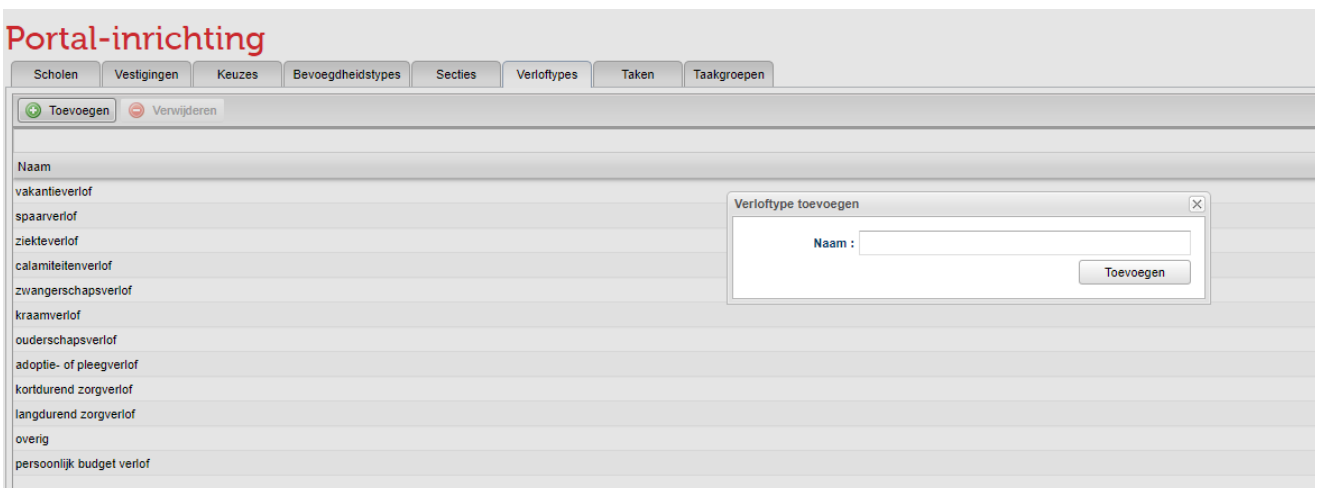 Portal-inrichting
Scholen Vestigingen Keuzes Bevoegdheidstypes Secties Verloftypes Taken Taakgroepen
Toevoegen Verwijderen
Naam
vakantieverlof
spaarverlof
ziekteverlof
calamiteitenverlof
zwangerschapsverlof
kraamverlof
ouderschapsverlof
adoptie- of pleegverlof
kortdurend zorgverlof
langdurend zorgverlof
overig
persoonlijk budget verlof
Verloftype toevoegen
Naam :
Toevoegen